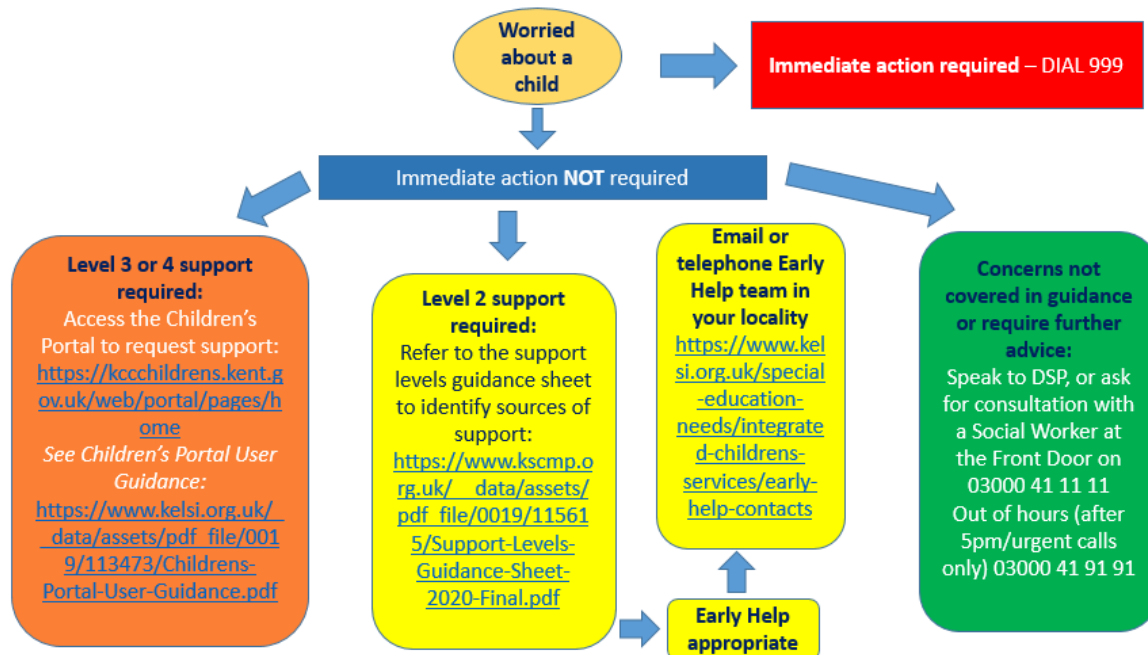 Worried
about a
child
Immediate action required – DIAL 999
Immediate action NOT required
Level 3 or 4 support
required:
Access the Children's
Portal to request support:
https://kccchildrens.kent.g
ov.uk/web/portal/pages/h
ome
See Children's Portal User
Guidance:
https://www.kelsi.org.uk/_
_data/assets/pdf_file/001
9/113473/Childrens-
Portal-User-Guidance.pdf
Level 2 support
required:
Refer to the support
levels guidance sheet
to identify sources of
support:
https://www.kscmp.o
rg.uk/__data/assets/
pdf_file/0019/11561
5/Support-Levels-
Guidance-Sheet-
2020-Final.pdf
Early Help
appropriate
Email or
telephone Early
Help team in
your locality
https://www.kel
si.org.uk/special
-education-
needs/integrate
d-childrens-
services/early-
help-contacts
Concerns not
covered in guidance
or require further
advice:
Speak to DSP, or ask
for consultation with
a Social Worker at
the Front Door on
03000 41 11 11
Out of hours (after
5pm/urgent calls
only) 03000 41 91 91